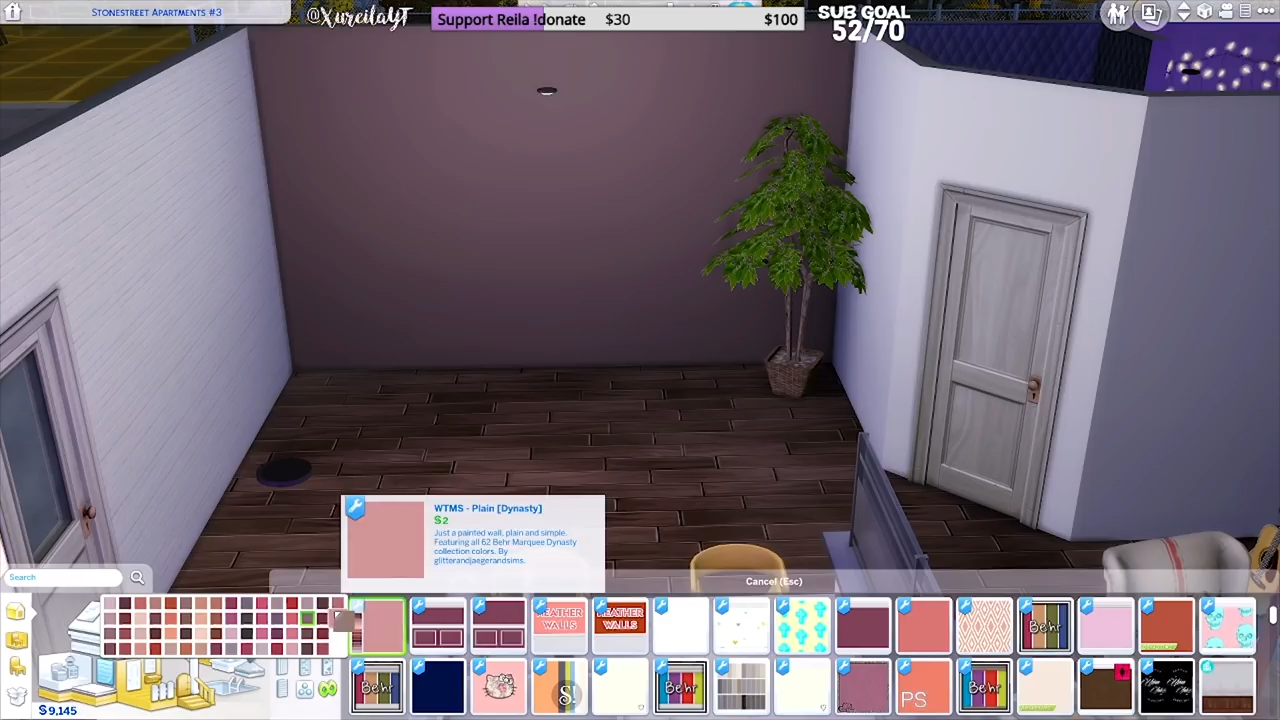 STONESTREET APARTMENTS #3
@XureilaYT
Support Reila !donate $30 $100
SUB GOAL
52/70
WTMS - Plain [Dynasty]
§2
Just a painted wall, plain and simple.
Featuring all 62 Behr Marquee Dynasty
collection colors. By
glitterandjaegerandsims.
Cancel (Esc)
Search
HEATHER
WALLS
HEATHER
WALLS
Behr
Behr
S
Behr
PS
Behr
§9,145